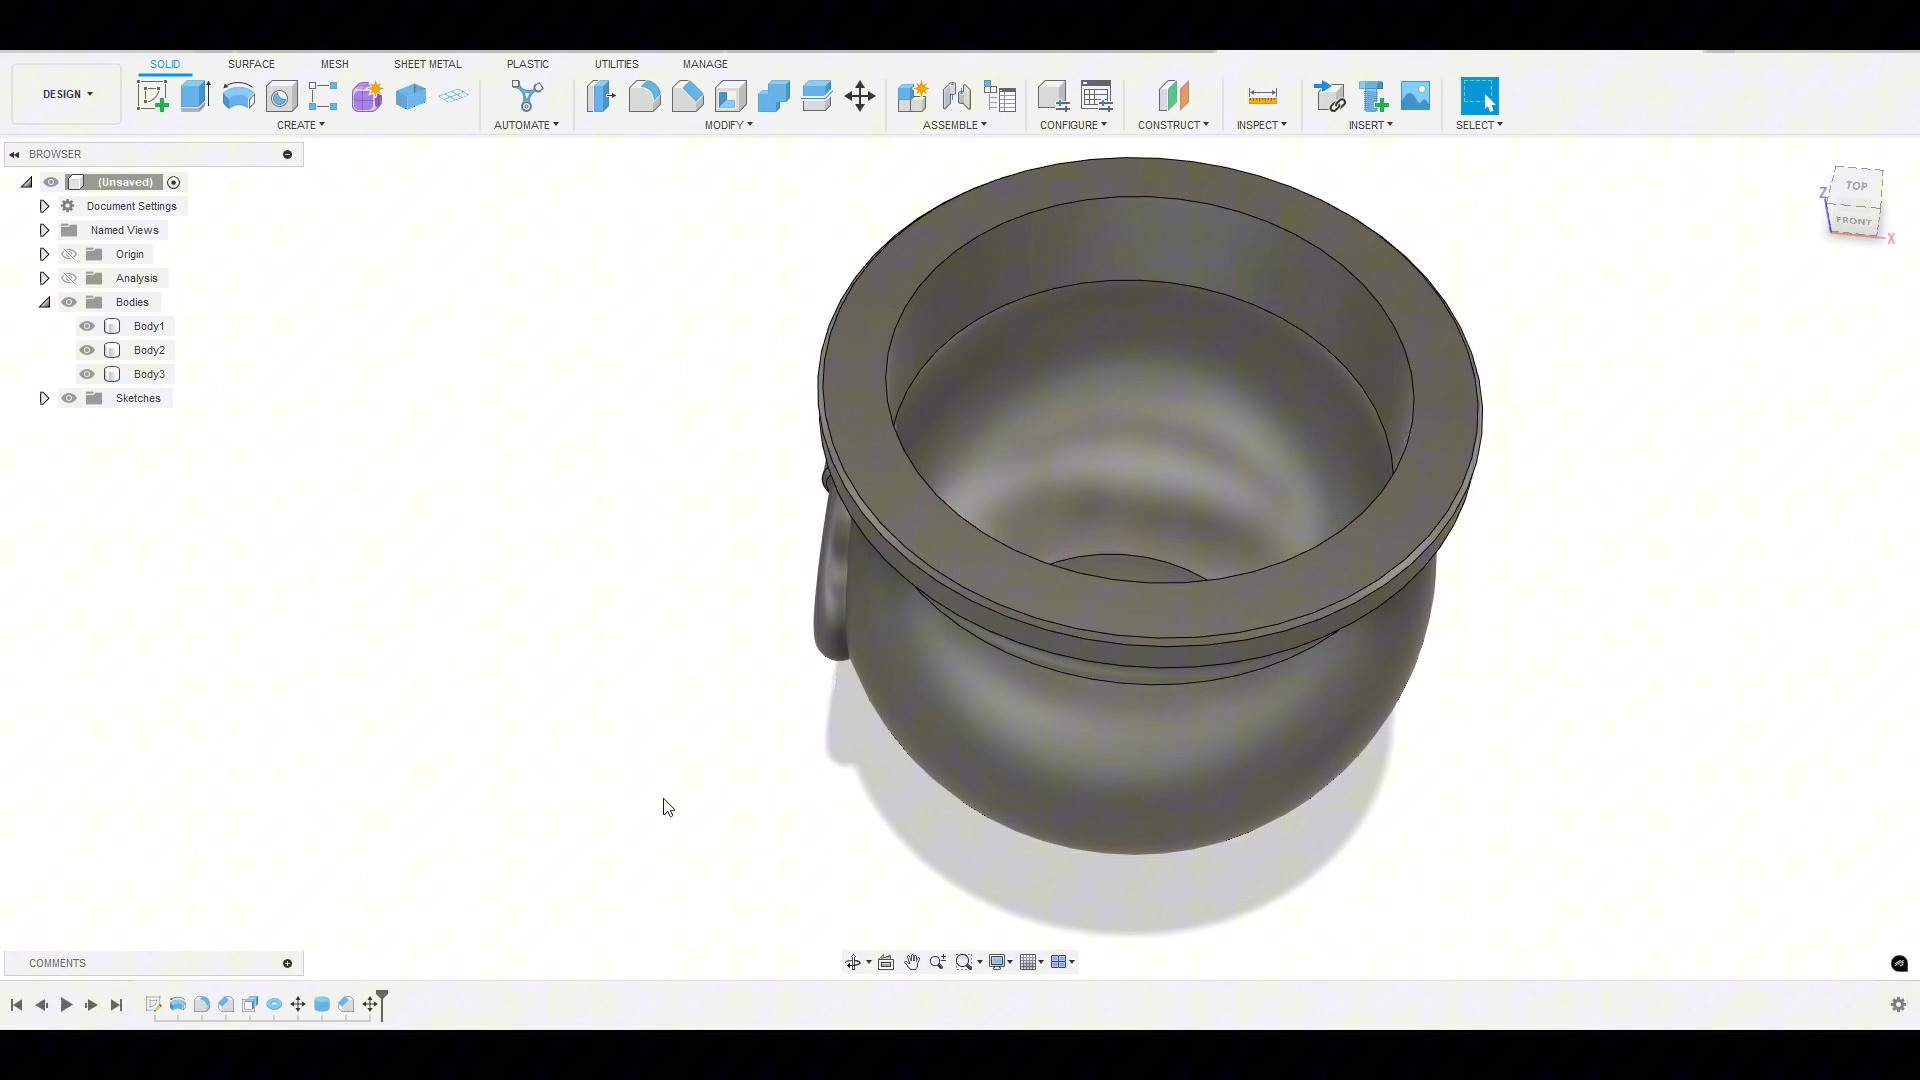 SOLID SURFACE MESH SHEET METAL PLASTIC UTILITIES MANAGE
DESIGN
CREATE AUTOMATE MODIFY ASSEMBLE CONFIGURE CONSTRUCT INSPECT INSERT SELECT
BROWSER
(Unsaved)
Document Settings
Named Views
Origin
Analysis
Bodies
Body1
Body2
Body3
Sketches
TOP
Z
FRONT
X
COMMENTS